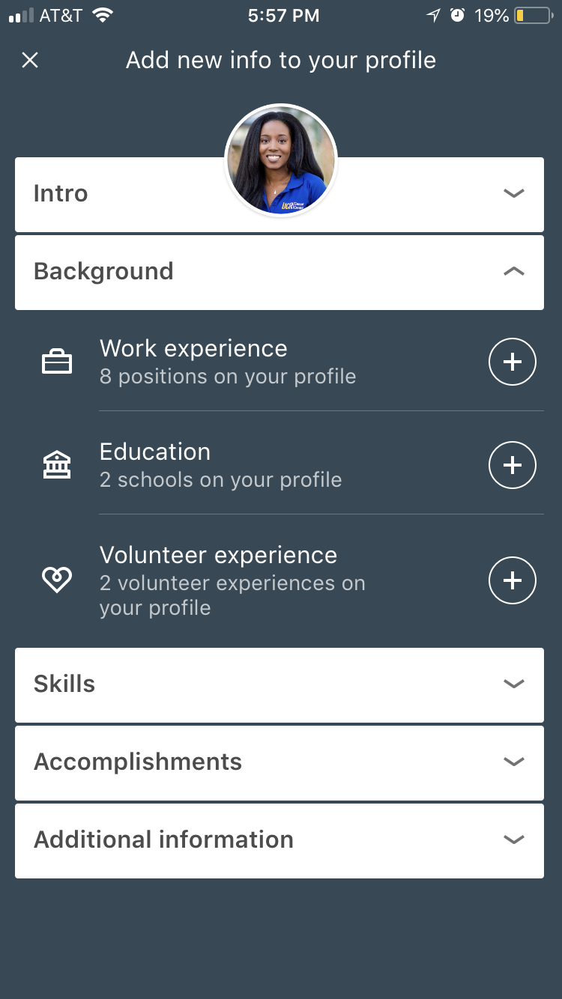 AT&T 5:57 PM 19%
Add new info to your profile
UCR Career Center
Intro
Background
Work experience
8 positions on your profile
Education
2 schools on your profile
Volunteer experience
2 volunteer experiences on
your profile
Skills
Accomplishments
Additional information